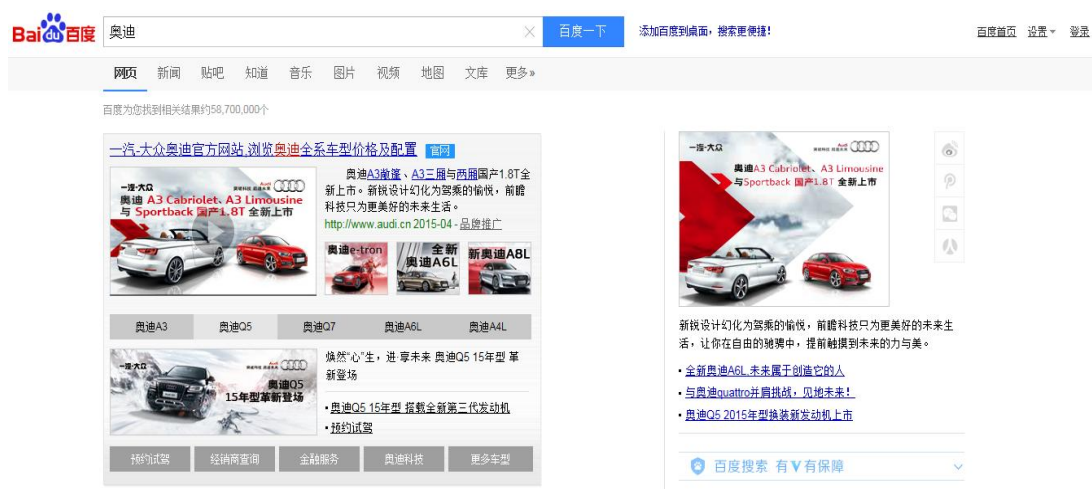 Bai du 百度
奥迪
百度一下
添加百度到桌面，搜索更便捷！
百度首页 设置 登录
网页 新闻 贴吧 知道 音乐 图片 视频 地图 文库 更多»
百度为您找到相关结果约58,700,000个
一汽-大众奥迪官方网站,浏览奥迪全系车型价格及配置 官网
一汽·大众
奥迪 A3 Cabriolet、A3 Limousine
与 Sportback 国产1.8T 全新上市
奥迪A3敞篷、A3三厢与两厢国产1.8T全
新上市。新锐设计幻化为驾乘的愉悦，前瞻
科技只为更美好的未来生活。
http://www.audi.cn 2015-04 - 品牌推广
奥迪e-tron
全新
奥迪A6L
新奥迪A8L
奥迪A3 奥迪Q5 奥迪Q7 奥迪A6L 奥迪A4L
一汽·大众
奥迪Q5
15年型革新登场
焕然“心”生，进·享未来 奥迪Q5 15年型 革
新登场
•奥迪Q5 15年型 搭载全新第三代发动机
•预约试驾
预约试驾 经销商查询 金融服务 奥迪科技 更多车型
一汽·大众
奥迪A3 Cabriolet、A3 Limousine
与Sportback 国产1.8T 全新上市
新锐设计幻化为驾乘的愉悦，前瞻科技只为更美好的未来生
活，让你在自由的驰骋中，提前触摸到未来的力与美。
•全新奥迪A6L.未来属于创造它的人
•与奥迪quattro并肩挑战，见地未来！
•奥迪Q5 2015年型换装新发动机上市
百度搜索 有V有保障